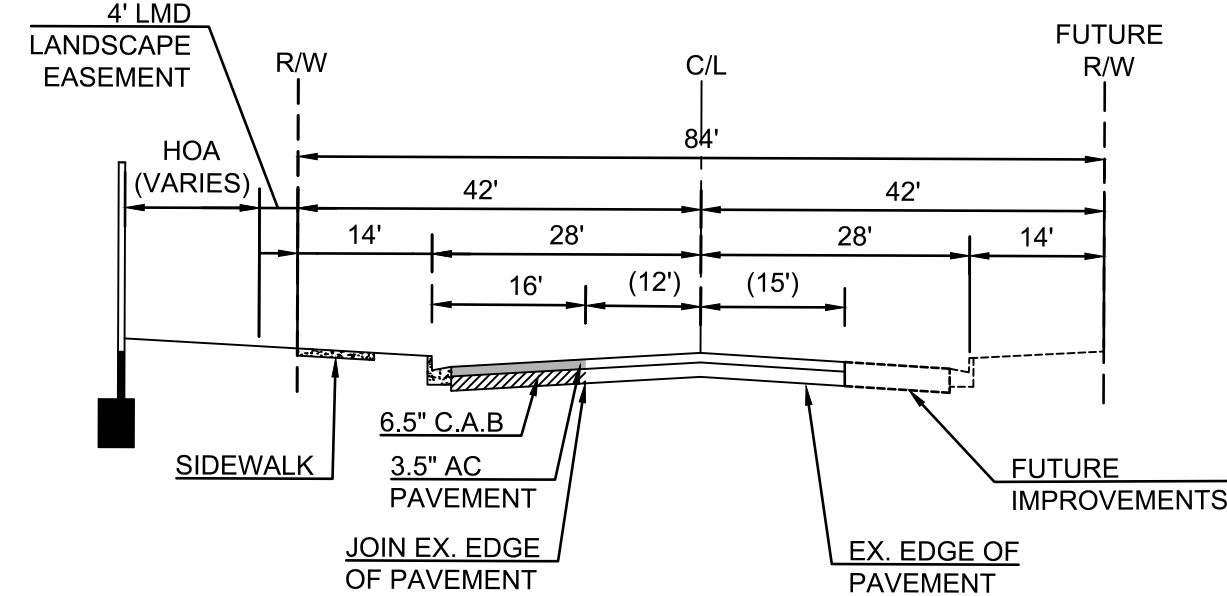 4' LMD
LANDSCAPE
EASEMENT
R/W
C/L
FUTURE
R/W
84'
HOA
(VARIES)
42'
42'
14'
28'
28'
14'
16'
(12')
(15')
6.5" C.A.B
SIDEWALK
3.5" AC
PAVEMENT
FUTURE
IMPROVEMENTS
JOIN EX. EDGE
OF PAVEMENT
EX. EDGE OF
PAVEMENT